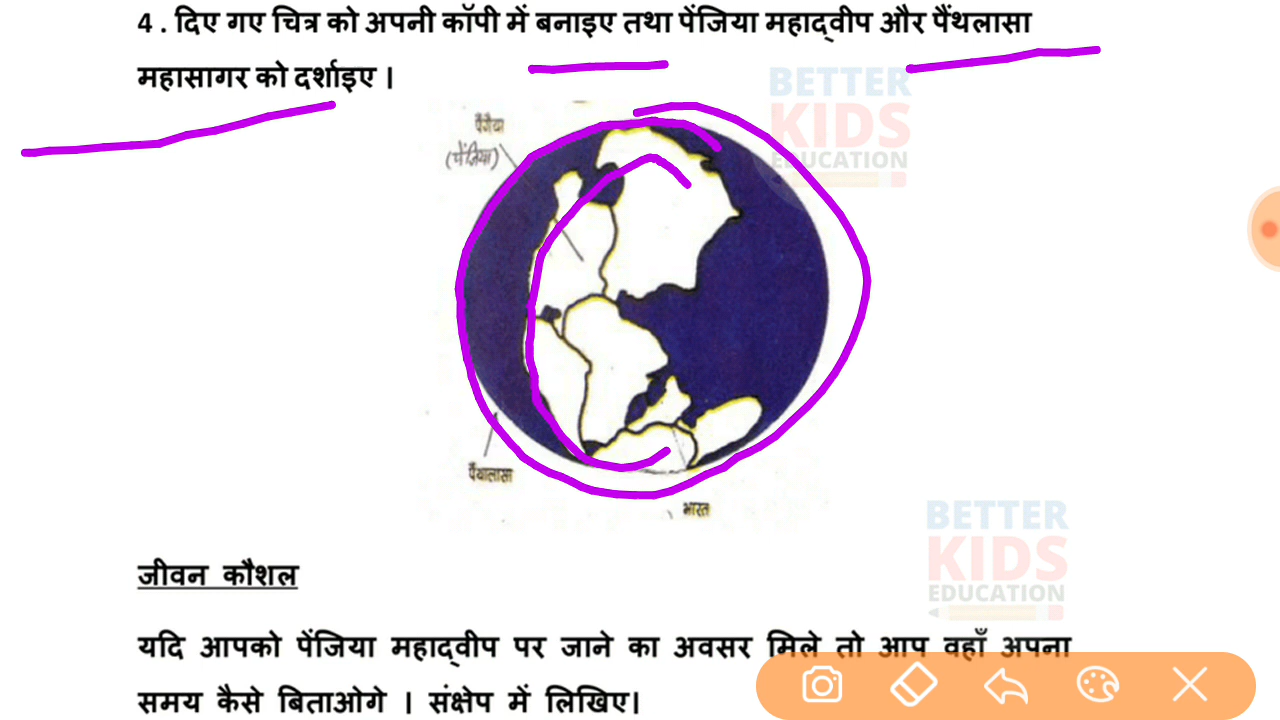 4 . दिए गए चित्र को अपनी कॉपी में बनाइए तथा पेंजिया महाद्वीप और पैंथलासा
महासागर को दर्शाइए ।
BETTER
KIDS
EDUCATION
पैंजैया
(पेंजिया)
पैंथालासा
भारत
BETTER
KIDS
EDUCATION
जीवन कौशल
यदि आपको पेंजिया महाद्वीप पर जाने का अवसर मिले तो आप वहाँ अपना
समय कैसे बिताओगे । संक्षेप में लिखिए।